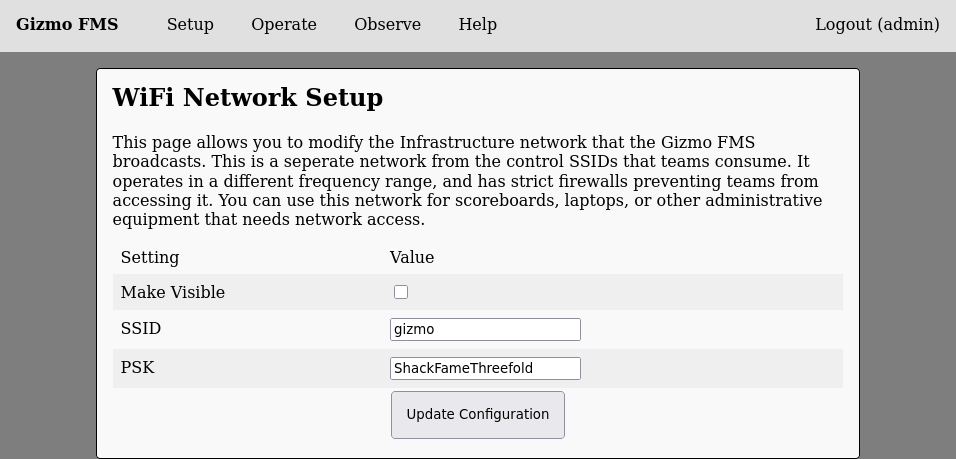 Gizmo FMS Setup Operate Observe Help Logout (admin)
WiFi Network Setup
This page allows you to modify the Infrastructure network that the Gizmo FMS
broadcasts. This is a seperate network from the control SSIDs that teams consume. It
operates in a different frequency range, and has strict firewalls preventing teams from
accessing it. You can use this network for scoreboards, laptops, or other administrative
equipment that needs network access.
Setting Value
Make Visible
SSID gizmo
PSK ShackFameThreefold
Update Configuration